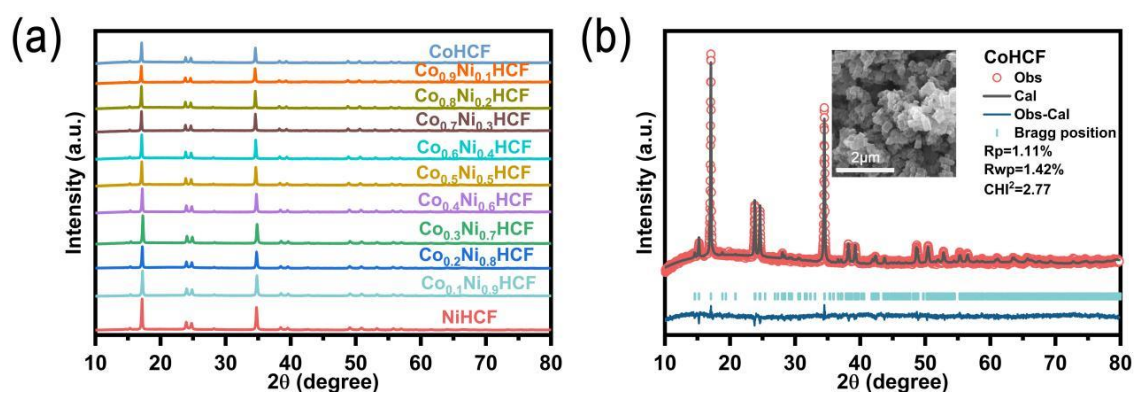 (a)
CoHCF
Co0.9Ni0.1HCF
Co0.8Ni0.2HCF
Co0.7Ni0.3HCF
Co0.6Ni0.4HCF
Co0.5Ni0.5HCF
Co0.4Ni0.6HCF
Co0.3Ni0.7HCF
Co0.2Ni0.8HCF
Co0.1Ni0.9HCF
NiHCF
Intensity (a.u.)
10 20 30 40 50 60 70 80
2θ (degree)
(b)
CoHCF
Obs
Cal
Obs-Cal
Bragg position
Rp=1.11%
Rwp=1.42%
CHI²=2.77
2μm
Intensity (a.u.)
10 20 30 40 50 60 70 80
2θ (degree)